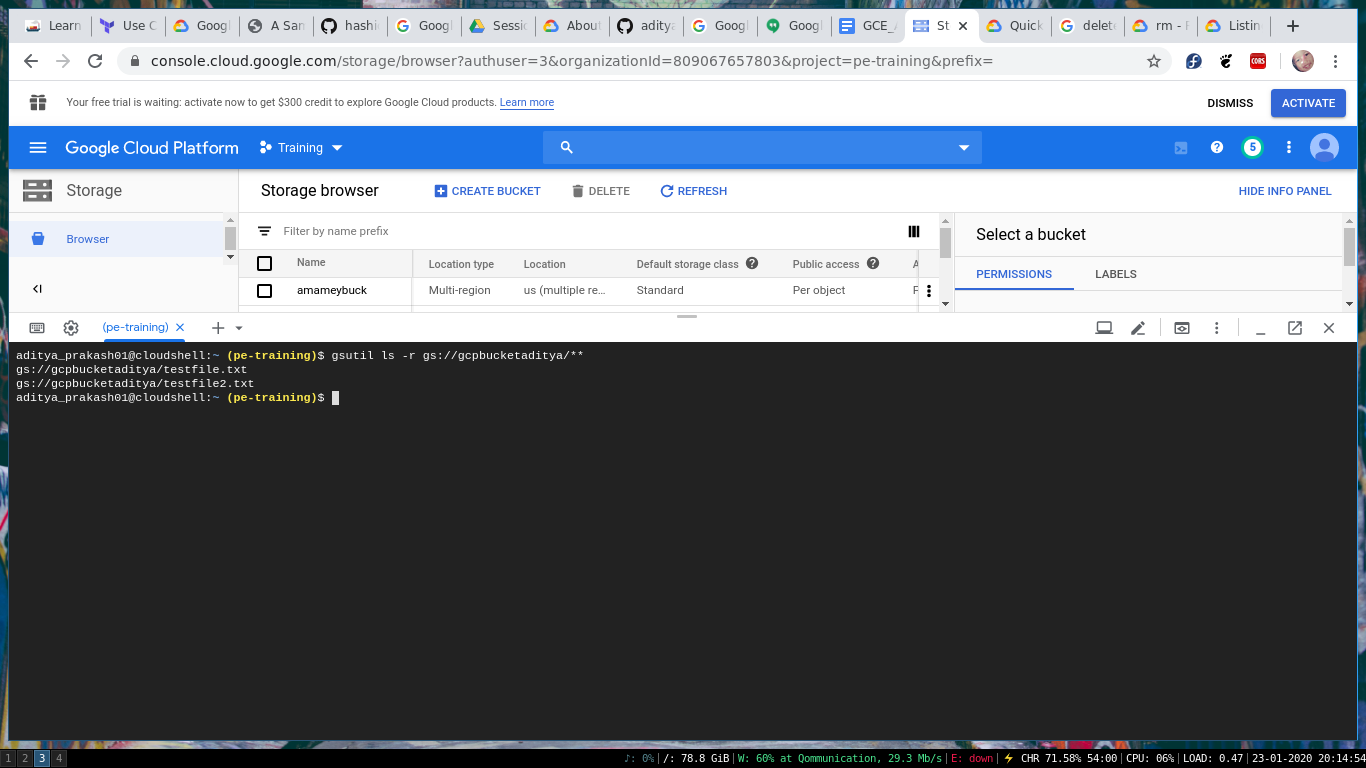 Learn
Use C
Googl
A San
hashi
Googl
Sessio
About
aditya
Googl
Googl
GCE_
St
Quick
delet
rm - F
Listin
console.cloud.google.com/storage/browser?authuser=3&organizationId=809067657803&project=pe-training&prefix=
CORS
Your free trial is waiting: activate now to get $300 credit to explore Google Cloud products. Learn more
DISMISS
ACTIVATE
Google Cloud Platform
Training
5
Storage
Storage browser
CREATE BUCKET
DELETE
REFRESH
HIDE INFO PANEL
Browser
Filter by name prefix
Select a bucket
PERMISSIONS
LABELS
Name
Location type
Location
Default storage class
Public access
A
amameybuck
Multi-region
us (multiple re...
Standard
Per object
(pe-training)
aditya_prakash01@cloudshell:~ (pe-training)$ gsutil ls -r gs://gcpbucketaditya/**
gs://gcpbucketaditya/testfile.txt
gs://gcpbucketaditya/testfile2.txt
aditya_prakash01@cloudshell:~ (pe-training)$
1 2 3 4
♪: 0%|/: 78.8 GiB|W: 60% at Qommunication, 29.3 Mb/s|E: down|⚡ CHR 71.58% 54:00|CPU: 06%|LOAD: 0.47|23-01-2020 20:14:54